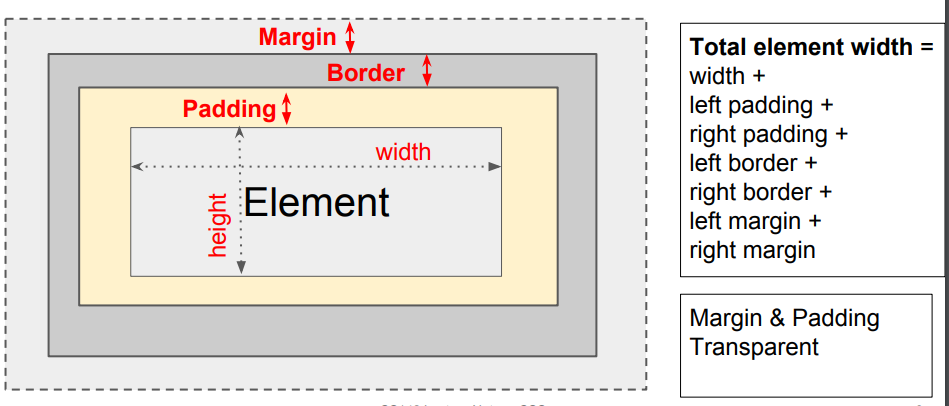 Margin
Border
Padding
width
height
Element
Total element width =
width +
left padding +
right padding +
left border +
right border +
left margin +
right margin
Margin & Padding
Transparent